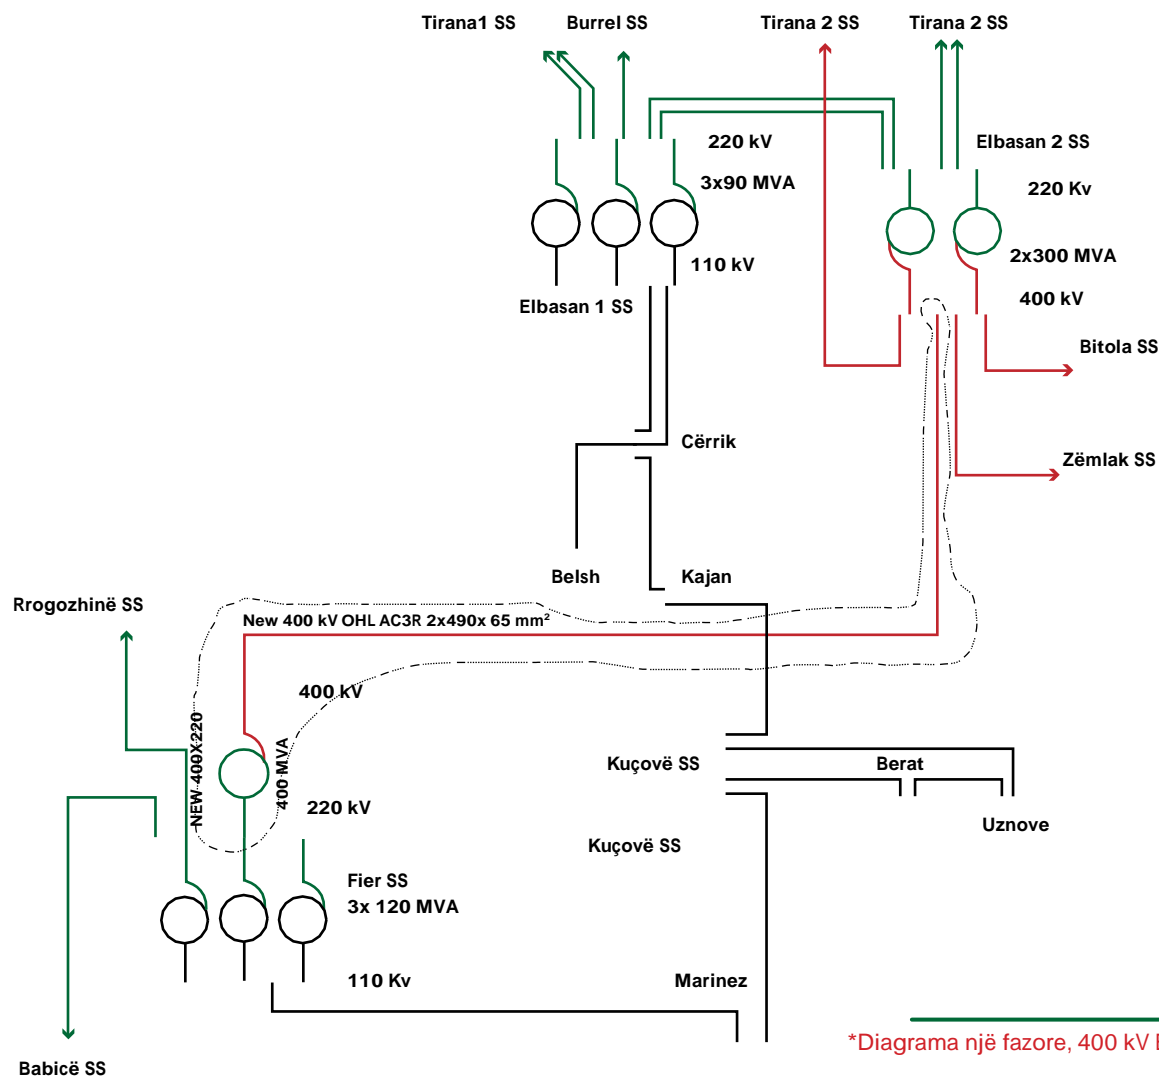 Tirana1 SS
Burrel SS
Tirana 2 SS
Tirana 2 SS
220 kV
Elbasan 2 SS
3x90 MVA
220 Kv
2x300 MVA
110 kV
400 kV
Elbasan 1 SS
Bitola SS
Cërrik
Zëmlak SS
Belsh
Kajan
Rrogozhinë SS
New 400 kV OHL AC3R 2x490x 65 mm²
400 kV
NEW 400X220
400 MVA
Kuçovë SS
Berat
220 kV
Uznove
Kuçovë SS
Fier SS
3x 120 MVA
110 Kv
Marinez
*Diagrama një fazore, 400 kV
Babicë SS